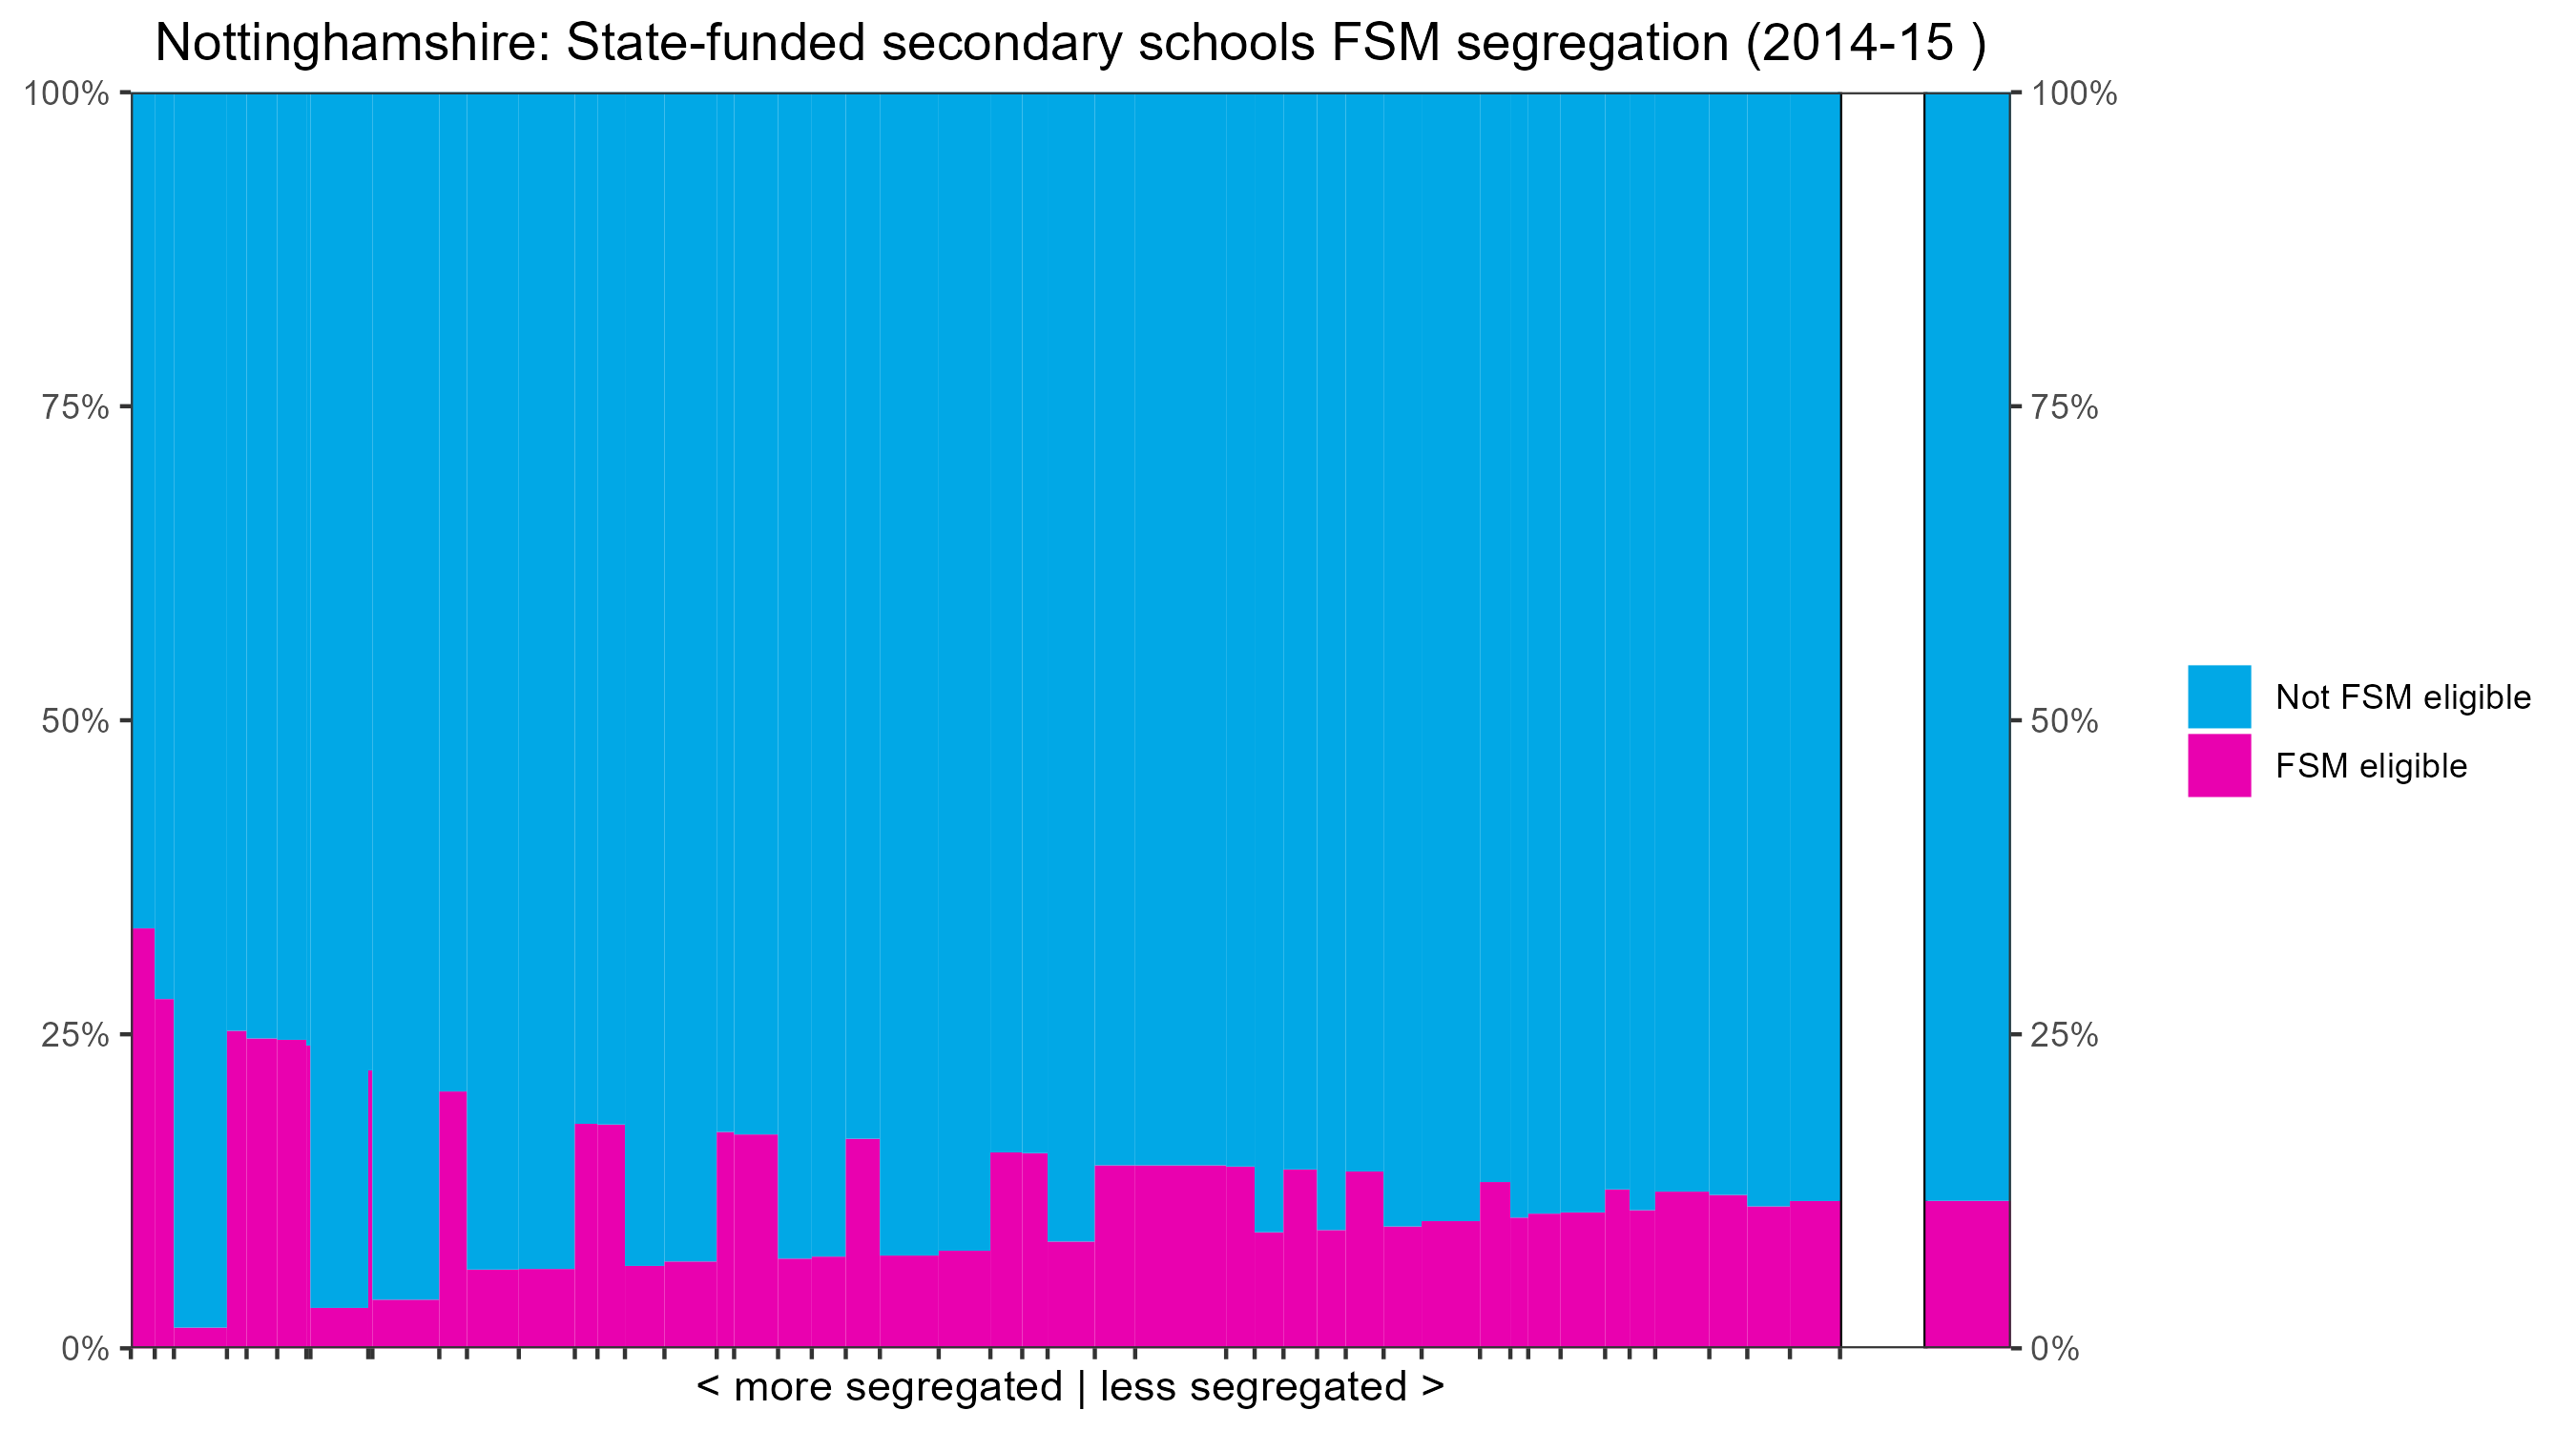 Nottinghamshire: State-funded secondary schools FSM segregation (2014-15 )
100%
75%
50%
25%
0%
100%
75%
50%
25%
0%
Not FSM eligible
FSM eligible
< more segregated | less segregated >